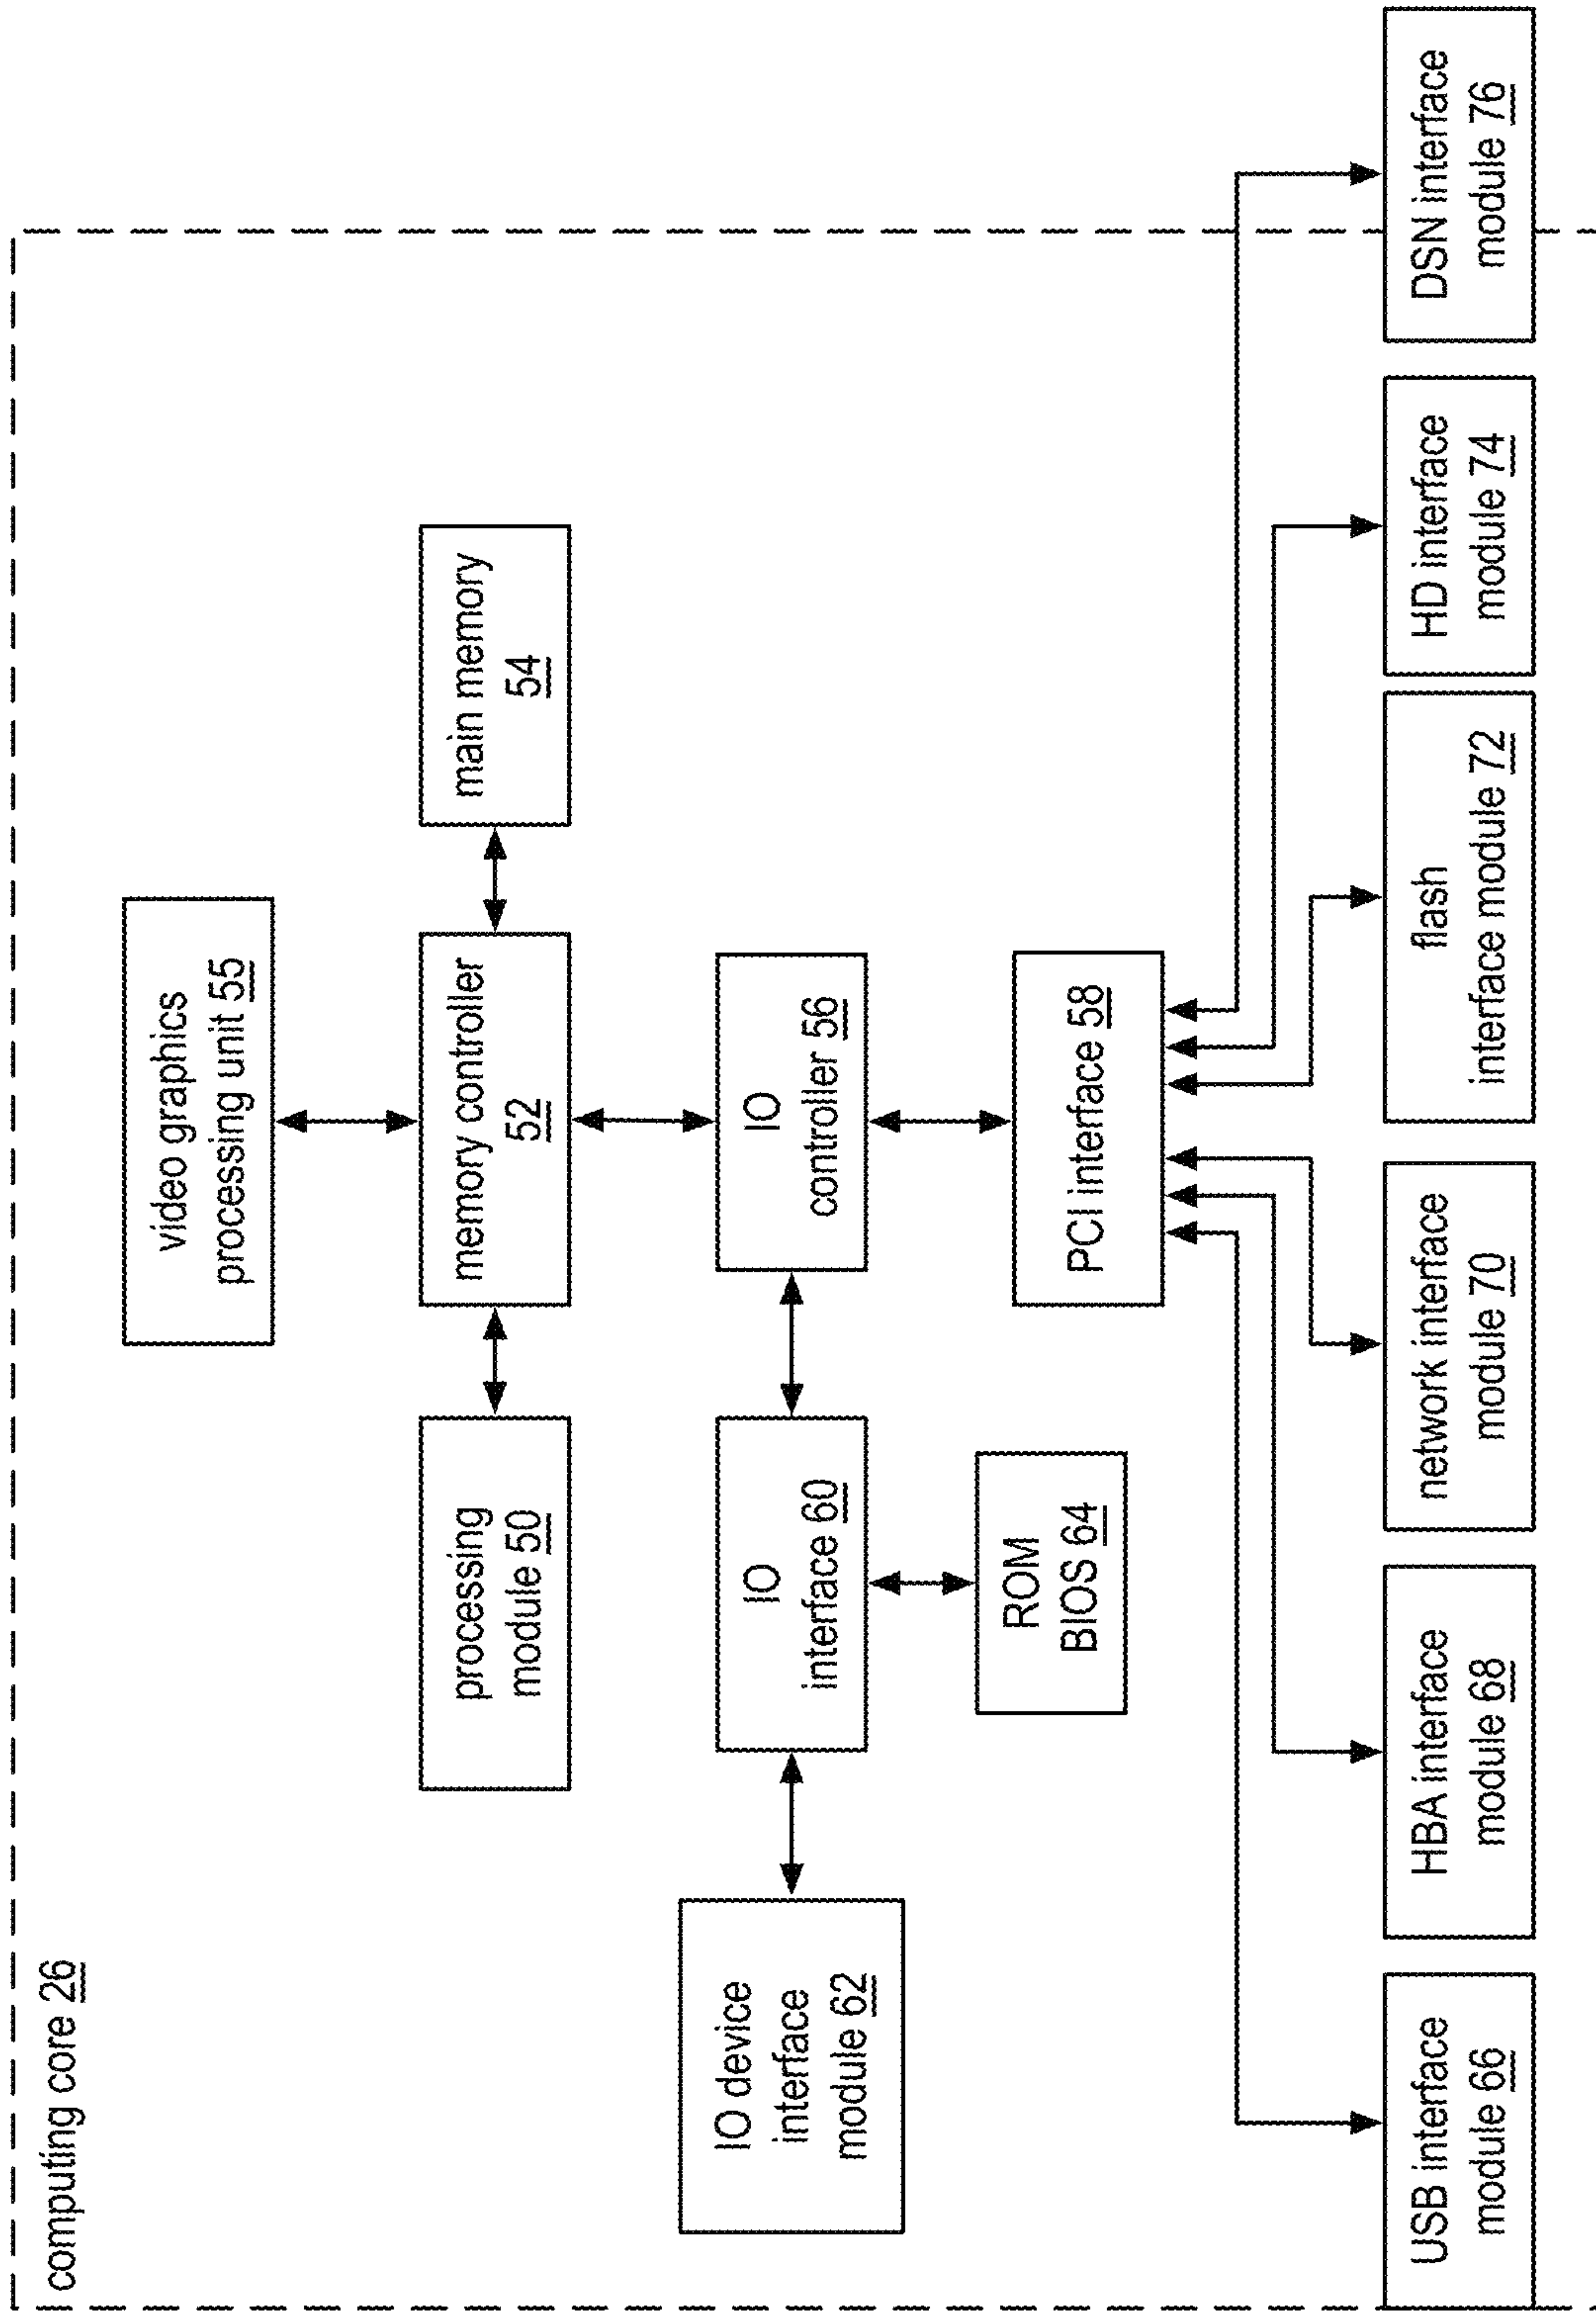 computing core 26
video graphics
processing unit 55
processing
module 50
memory controller
52
main memory
54
IO device
interface
module 62
IO
interface 60
IO
controller 56
ROM
BIOS 64
PCI interface 58
USB interface
module 66
HBA interface
module 68
network interface
module 70
flash
interface module 72
HD interface
module 74
DSN interface
module 76